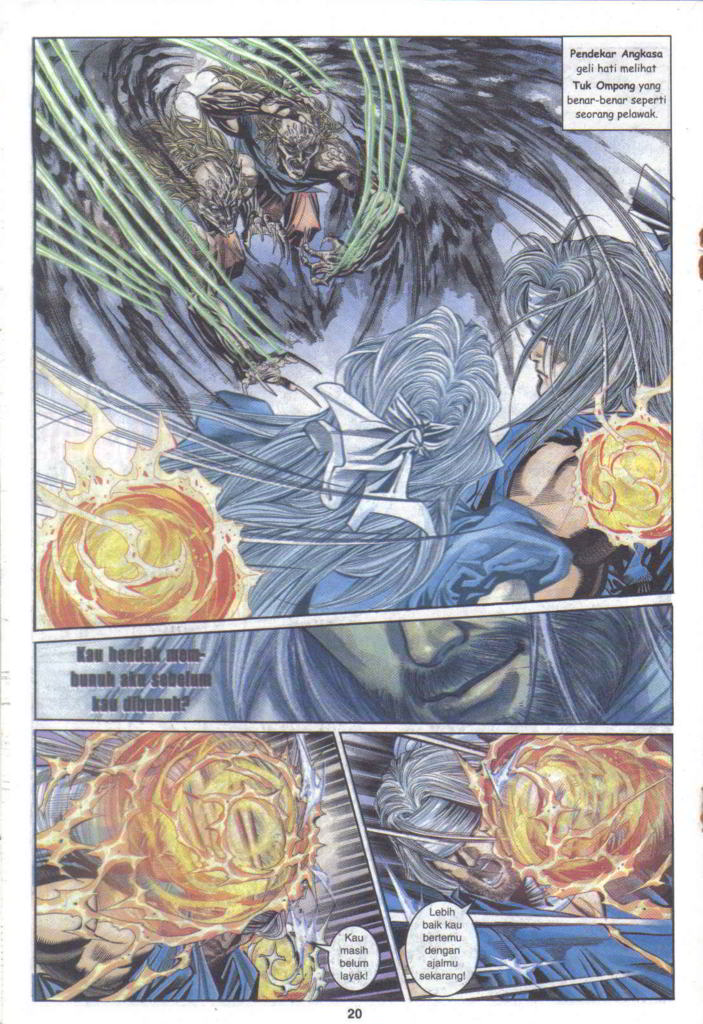 Pendekar Angkasa
geli hati melihat
Tuk Ompong yang
benar-benar seperti
seorang pelawak.
Kau hendak mem-
bunuh aku sebelum
kau dibunuh?
Kau
masih
belum
layak!
Lebih
baik kau
bertemu
dengan
ajalmu
sekarang!
20